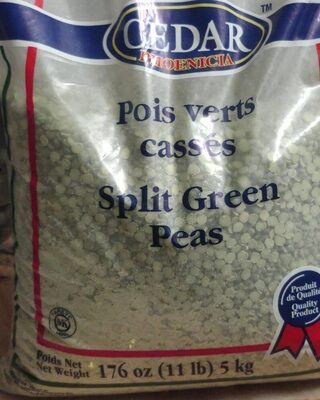 CEDAR
PHOENICIA
TM
Pois verts
cassés
Split Green
Peas
Produit
de Qualité
Quality
Product
Poids Net
Net Weight 176 oz (11 lb) 5 kg